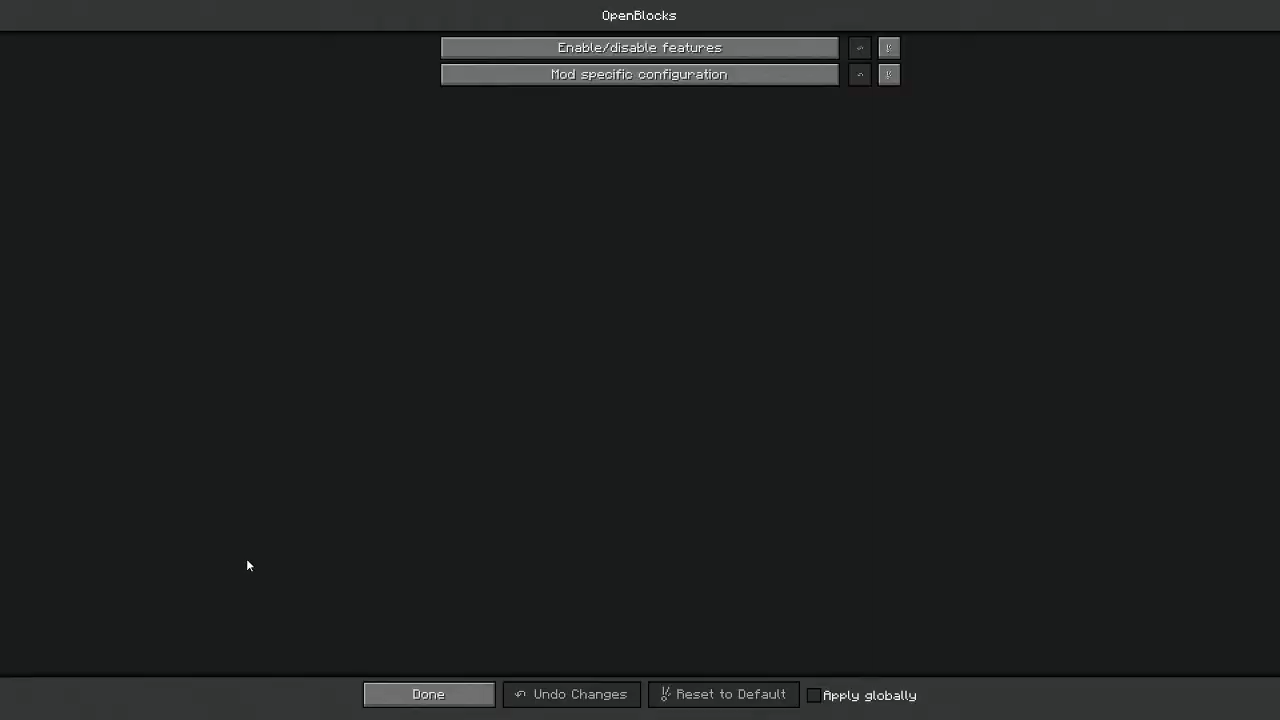 OpenBlocks
Enable/disable features
Mod specific configuration
Done
Undo Changes
Reset to Default
Apply globally